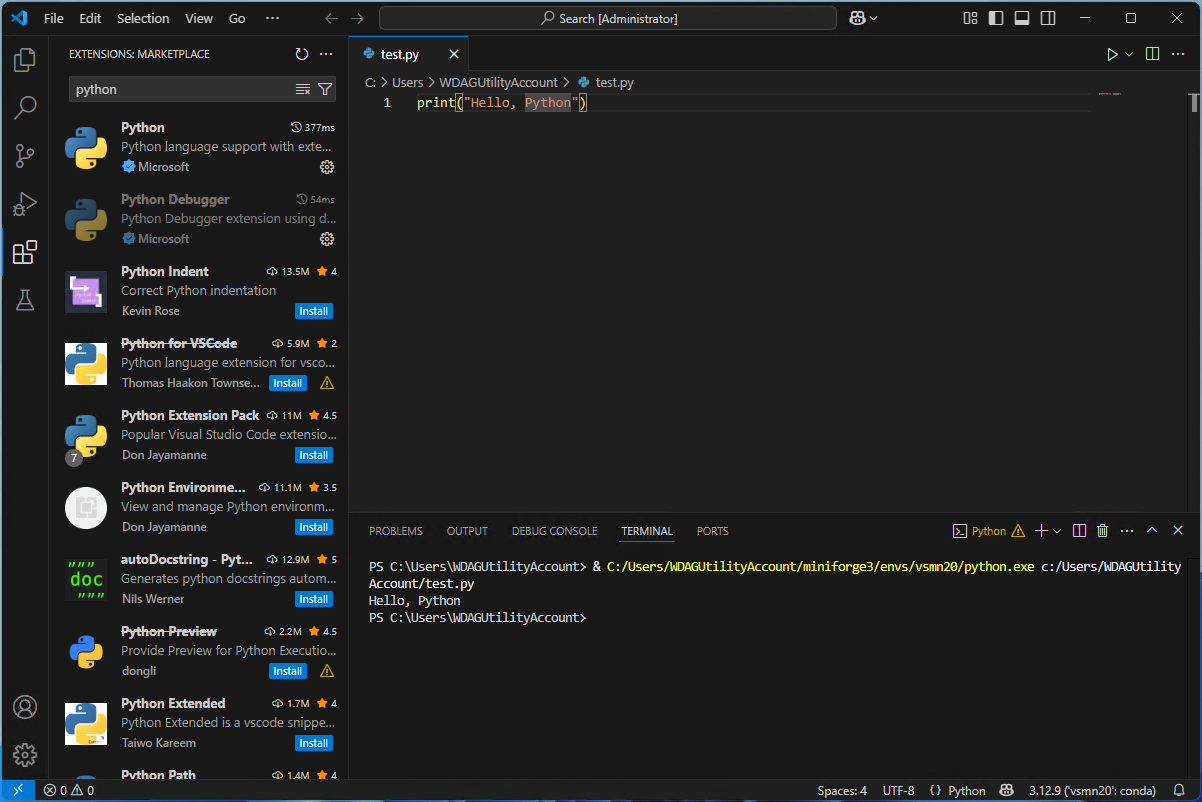 File Edit Selection View Go ···
Search [Administrator]
EXTENSIONS: MARKETPLACE
python
Python 377ms
Python language support with exte...
Microsoft
Python Debugger 54ms
Python Debugger extension using d...
Microsoft
Python Indent 13.5M 4
Correct Python indentation
Kevin Rose Install
Python for VSCode 5.9M 2
Python language extension for vsco...
Thomas Haakon Townse... Install
Python Extension Pack 11M 4.5
Popular Visual Studio Code extensio...
7
Don Jayamanne Install
Python Environme... 11.1M 3.5
View and manage Python environm...
Don Jayamanne Install
"""
doc
"""
autoDocstring - Pyt... 12.9M 5
Generates python docstrings autom...
Nils Werner Install
Python Preview 2.2M 4.5
Provide Preview for Python Executio...
dongli Install
Python Extended 1.7M 4
Python Extended is a vscode snippe...
Taiwo Kareem Install
Python Path 1.4M 4
test.py
C: > Users > WDAGUtilityAccount > test.py
1 print("Hello, Python")
PROBLEMS OUTPUT DEBUG CONSOLE TERMINAL PORTS
Python
PS C:\Users\WDAGUtilityAccount> & C:/Users/WDAGUtilityAccount/miniforge3/envs/vsmn20/python.exe c:/Users/WDAGUtility
Account/test.py
Hello, Python
PS C:\Users\WDAGUtilityAccount>
0 0
Spaces: 4 UTF-8 { } Python 3.12.9 ('vsmn20': conda)